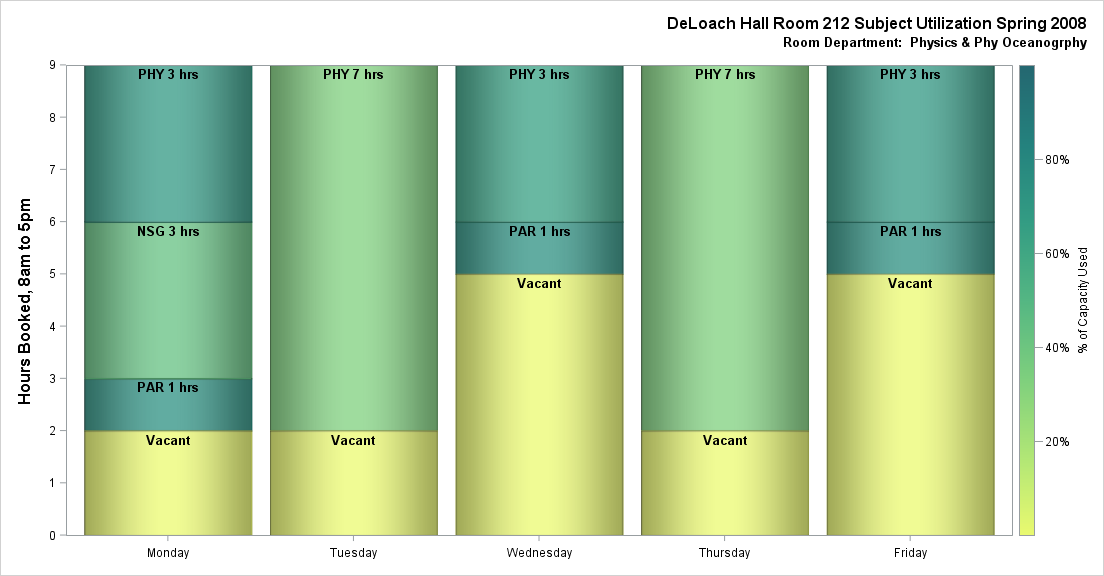 DeLoach Hall Room 212 Subject Utilization Spring 2008
Room Department:  Physics & Phy Oceanogrphy
Hours Booked, 8am to 5pm
9
8
7
6
5
4
3
2
1
0
PHY 3 hrs
NSG 3 hrs
PAR 1 hrs
Vacant
Monday
PHY 7 hrs
Vacant
Tuesday
PHY 3 hrs
PAR 1 hrs
Vacant
Wednesday
PHY 7 hrs
Vacant
Thursday
PHY 3 hrs
PAR 1 hrs
Vacant
Friday
80%
60%
40%
20%
% of Capacity Used